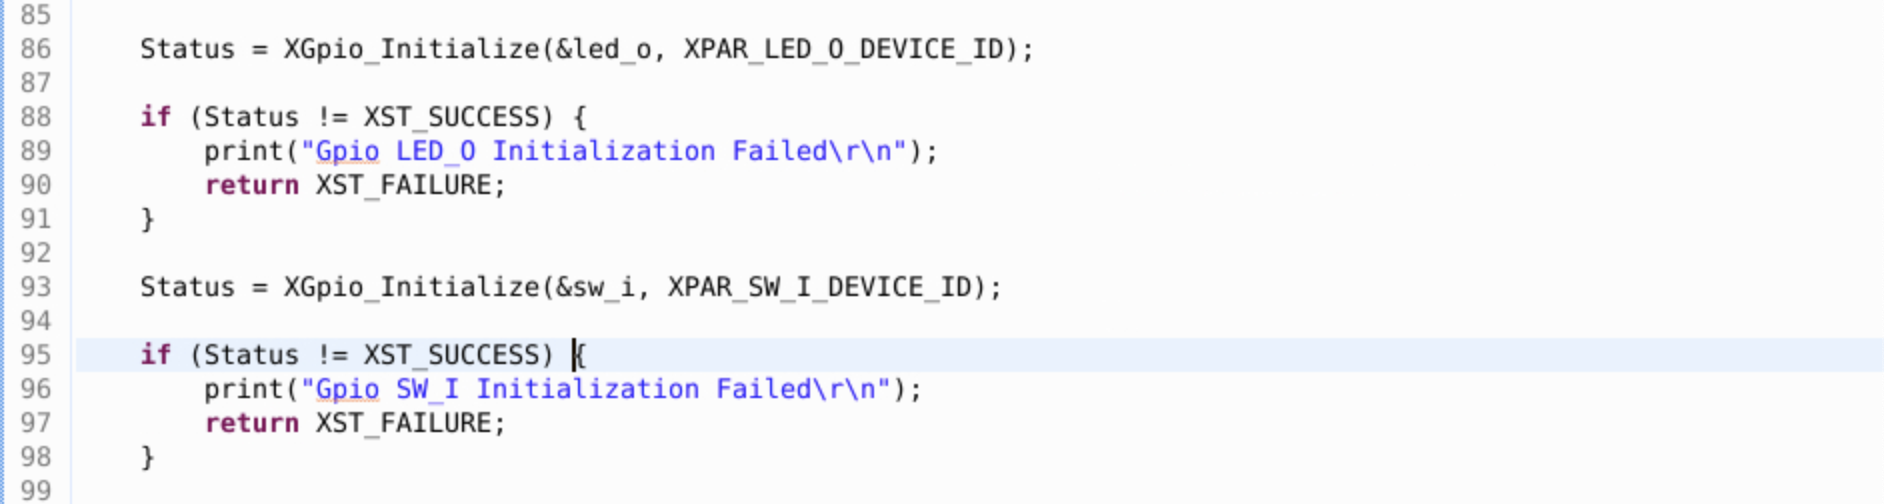 85
86 Status = XGpio_Initialize(&led_o, XPAR_LED_O_DEVICE_ID);
87
88 if (Status != XST_SUCCESS) {
89 print("Gpio LED_O Initialization Failed\r\n");
90 return XST_FAILURE;
91 }
92
93 Status = XGpio_Initialize(&sw_i, XPAR_SW_I_DEVICE_ID);
94
95 if (Status != XST_SUCCESS) {
96 print("Gpio SW_I Initialization Failed\r\n");
97 return XST_FAILURE;
98 }
99